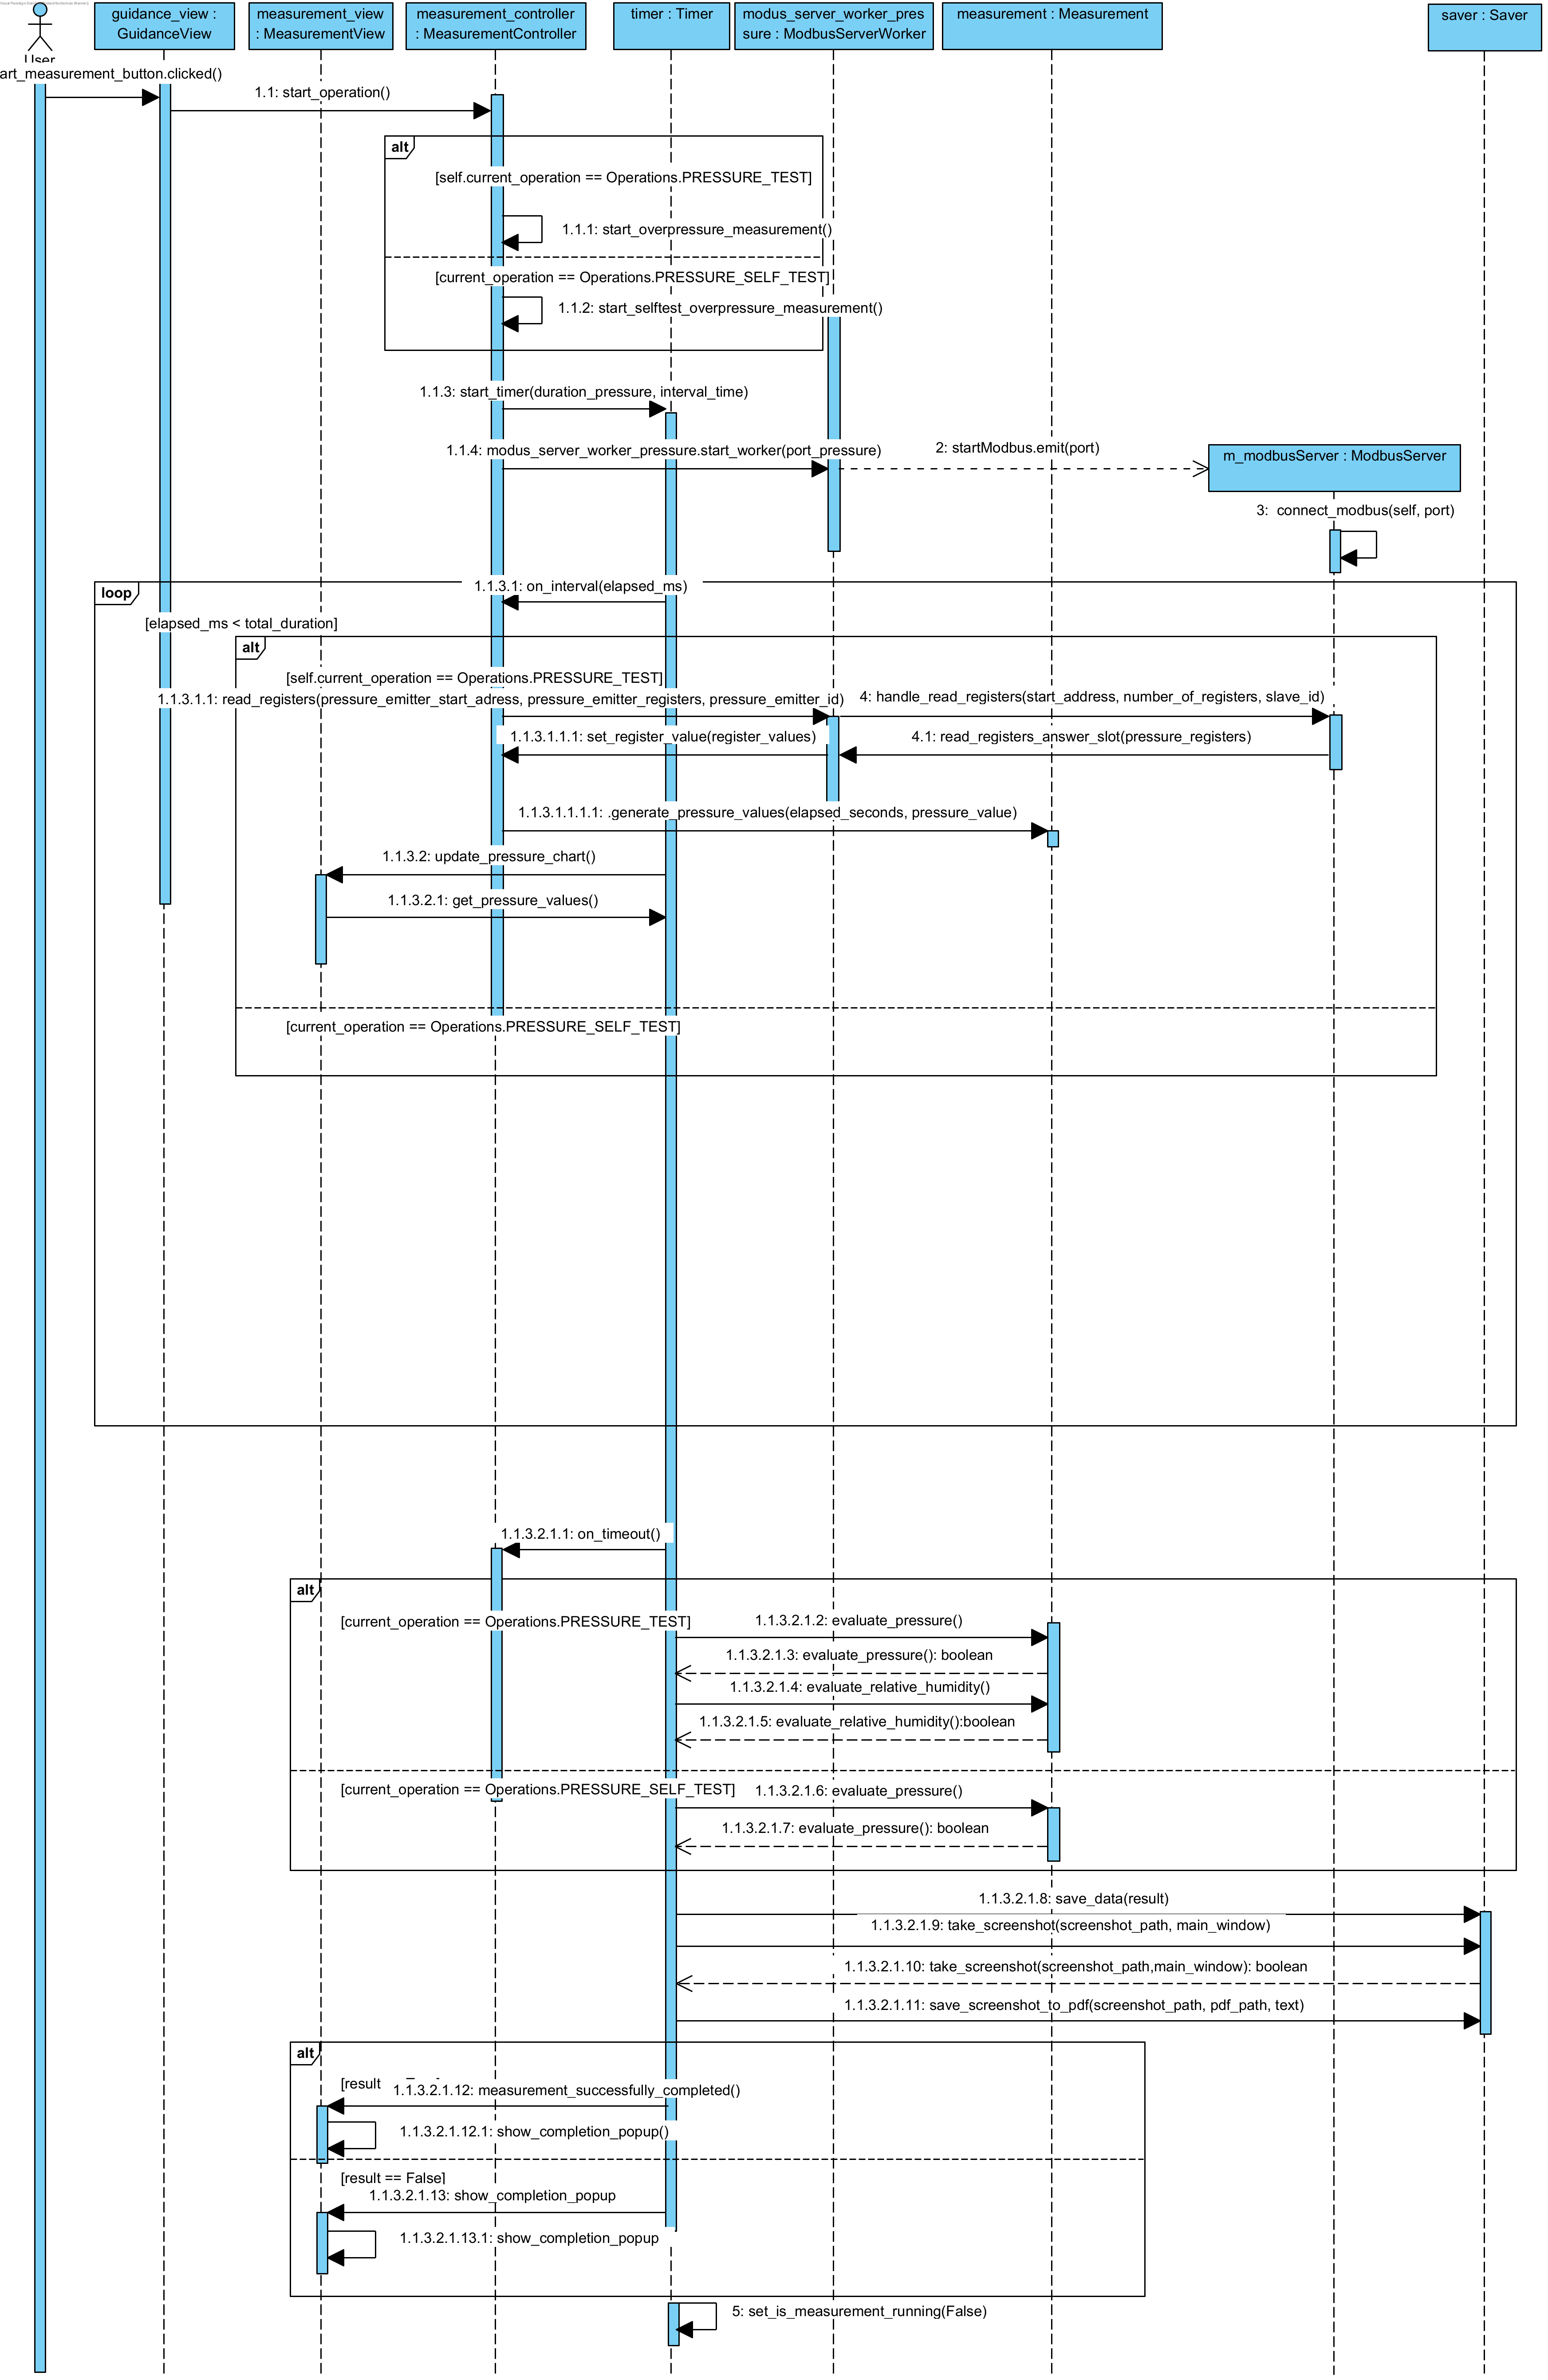 guidance_view :
GuidanceView
measurement_view
: MeasurementView
measurement_controller
: MeasurementController
timer : Timer
modus_server_worker_pres
sure : ModbusServerWorker
measurement : Measurement
saver : Saver
User
art_measurement_button.clicked()
1.1: start_operation()
alt
[self.current_operation == Operations.PRESSURE_TEST]
1.1.1: start_overpressure_measurement()
[current_operation == Operations.PRESSURE_SELF_TEST]
1.1.2: start_selftest_overpressure_measurement()
1.1.3: start_timer(duration_pressure, interval_time)
1.1.4: modus_server_worker_pressure.start_worker(port_pressure)
2: startModbus.emit(port)
m_modbusServer : ModbusServer
3:  connect_modbus(self, port)
loop
1.1.3.1: on_interval(elapsed_ms)
[elapsed_ms < total_duration]
alt
[self.current_operation == Operations.PRESSURE_TEST]
1.1.3.1.1: read_registers(pressure_emitter_start_adress, pressure_emitter_registers, pressure_emitter_id)
4: handle_read_registers(start_address, number_of_registers, slave_id)
1.1.3.1.1.1: set_register_value(register_values)
4.1: read_registers_answer_slot(pressure_registers)
1.1.3.1.1.1.1: .generate_pressure_values(elapsed_seconds, pressure_value)
1.1.3.2: update_pressure_chart()
1.1.3.2.1: get_pressure_values()
[current_operation == Operations.PRESSURE_SELF_TEST]
1.1.3.2.1.1: on_timeout()
alt
[current_operation == Operations.PRESSURE_TEST]
1.1.3.2.1.2: evaluate_pressure()
1.1.3.2.1.3: evaluate_pressure(): boolean
1.1.3.2.1.4: evaluate_relative_humidity()
1.1.3.2.1.5: evaluate_relative_humidity():boolean
[current_operation == Operations.PRESSURE_SELF_TEST]
1.1.3.2.1.6: evaluate_pressure()
1.1.3.2.1.7: evaluate_pressure(): boolean
1.1.3.2.1.8: save_data(result)
1.1.3.2.1.9: take_screenshot(screenshot_path, main_window)
1.1.3.2.1.10: take_screenshot(screenshot_path,main_window): boolean
1.1.3.2.1.11: save_screenshot_to_pdf(screenshot_path, pdf_path, text)
alt
[result
1.1.3.2.1.12: measurement_successfully_completed()
1.1.3.2.1.12.1: show_completion_popup()
[result == False]
1.1.3.2.1.13: show_completion_popup
1.1.3.2.1.13.1: show_completion_popup
5: set_is_measurement_running(False)